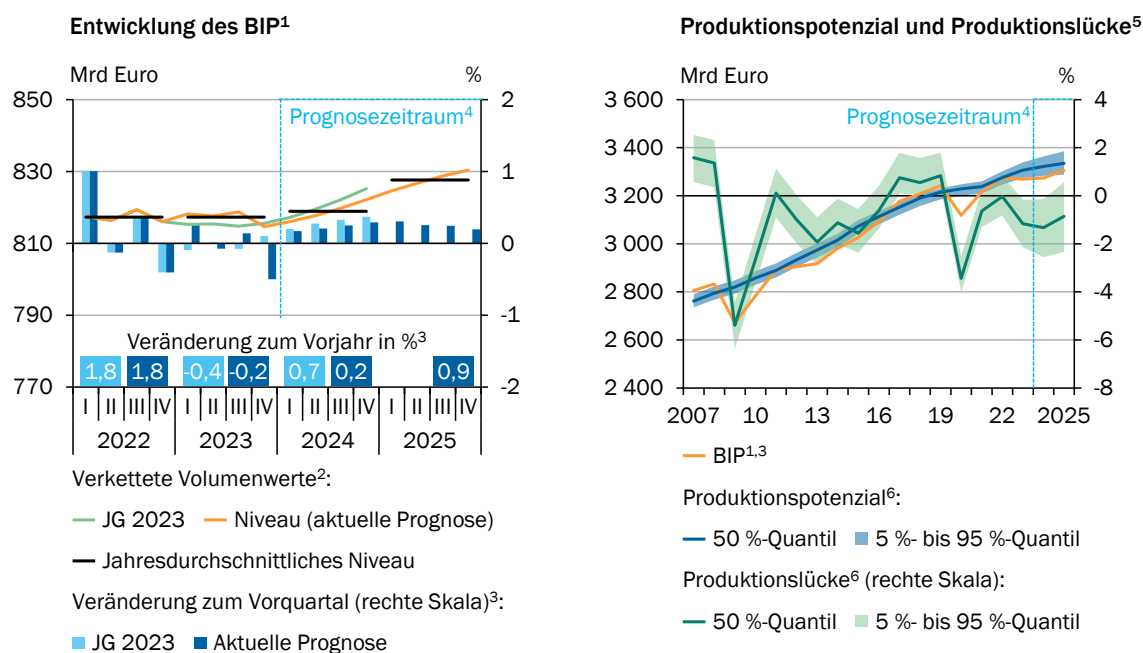 Entwicklung des BIP¹
Mrd Euro %
850 2
Prognosezeitraum⁴
830 1
810 0
790 -1
Veränderung zum Vorjahr in %³
1,8 1,8 -0,4 -0,2 0,7 0,2 0,9
770 -2
I II III IV I II III IV I II III IV I II III IV
2022 2023 2024 2025
Verkettete Volumenwerte²:
JG 2023 Niveau (aktuelle Prognose)
Jahresdurchschnittliches Niveau
Veränderung zum Vorquartal (rechte Skala)³:
JG 2023 Aktuelle Prognose
Produktionspotenzial und Produktionslücke⁵
Mrd Euro %
3 600 4
Prognosezeitraum⁴
3 400 2
3 200 0
3 000 -2
2 800 -4
2 600 -6
2 400 -8
2007 10 13 16 19 22 2025
BIP¹,³
Produktionspotenzial⁶:
50 %-Quantil 5 %- bis 95 %-Quantil
Produktionslücke⁶ (rechte Skala):
50 %-Quantil 5 %- bis 95 %-Quantil